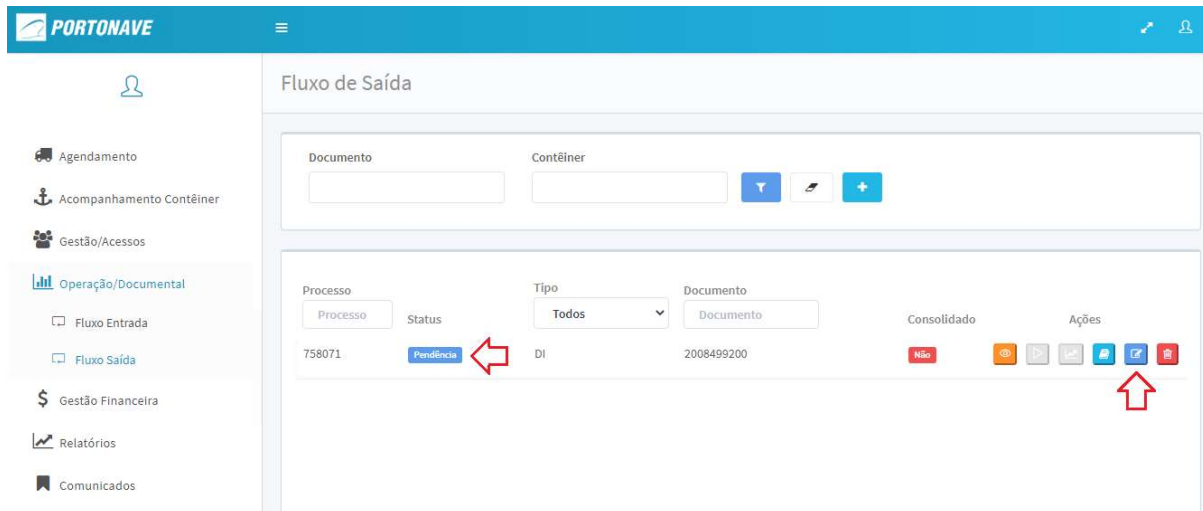 PORTONAVE
Fluxo de Saída
Agendamento
Acompanhamento Contêiner
Gestão/Acessos
Operação/Documental
Fluxo Entrada
Fluxo Saída
Gestão Financeira
Relatórios
Comunicados
Documento Contêiner
Processo Status Tipo Documento Consolidado Ações
Processo Todos Documento
758071 Pendência DI 2008499200 Não